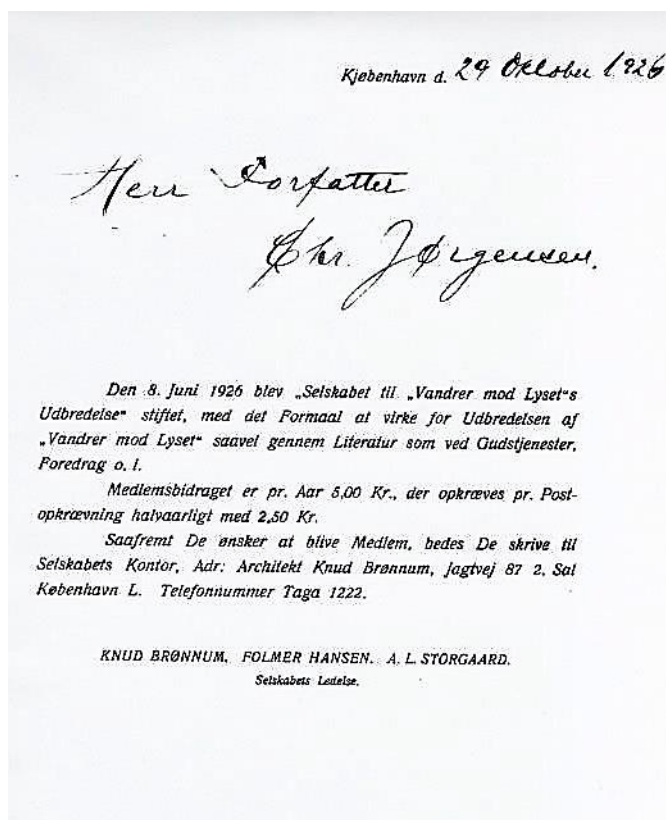 Kjøbenhavn d. 29 Oktober 1926
Herr Forfatter
Chr. Jørgensen.
Den 8. Juni 1926 blev „Selskabet til „Vandrer mod Lyset“s
Udbredelse“ stiftet, med det Formaal at virke for Udbredelsen af
„Vandrer mod Lyset“ saavel gennem Literatur som ved Gudstjenester,
Foredrag o. l.
Medlemsbidraget er pr. Aar 5,00 Kr., der opkræves pr. Post-
opkrævning halvaarligt med 2,50 Kr.
Saafremt De ønsker at blive Medlem, bedes De skrive til
Selskabets Kontor, Adr: Architekt Knud Brønnum, Jagtvej 87 2. Sal
København L. Telefonnummer Taga 1222.
KNUD BRØNNUM. FOLMER HANSEN. A. L. STORGAARD.
Selskabets Ledelse.